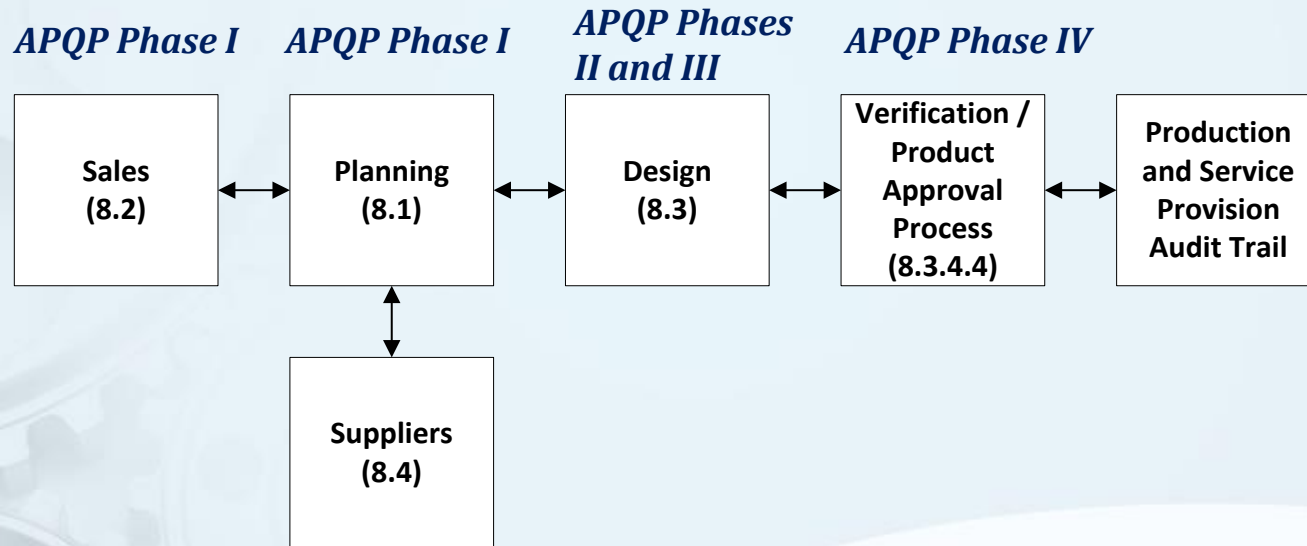 APQP Phase I
APQP Phase I
APQP Phases
II and III
APQP Phase IV
Sales
(8.2)
Planning
(8.1)
Design
(8.3)
Verification /
Product
Approval
Process
(8.3.4.4)
Production
and Service
Provision
Audit Trail
Suppliers
(8.4)